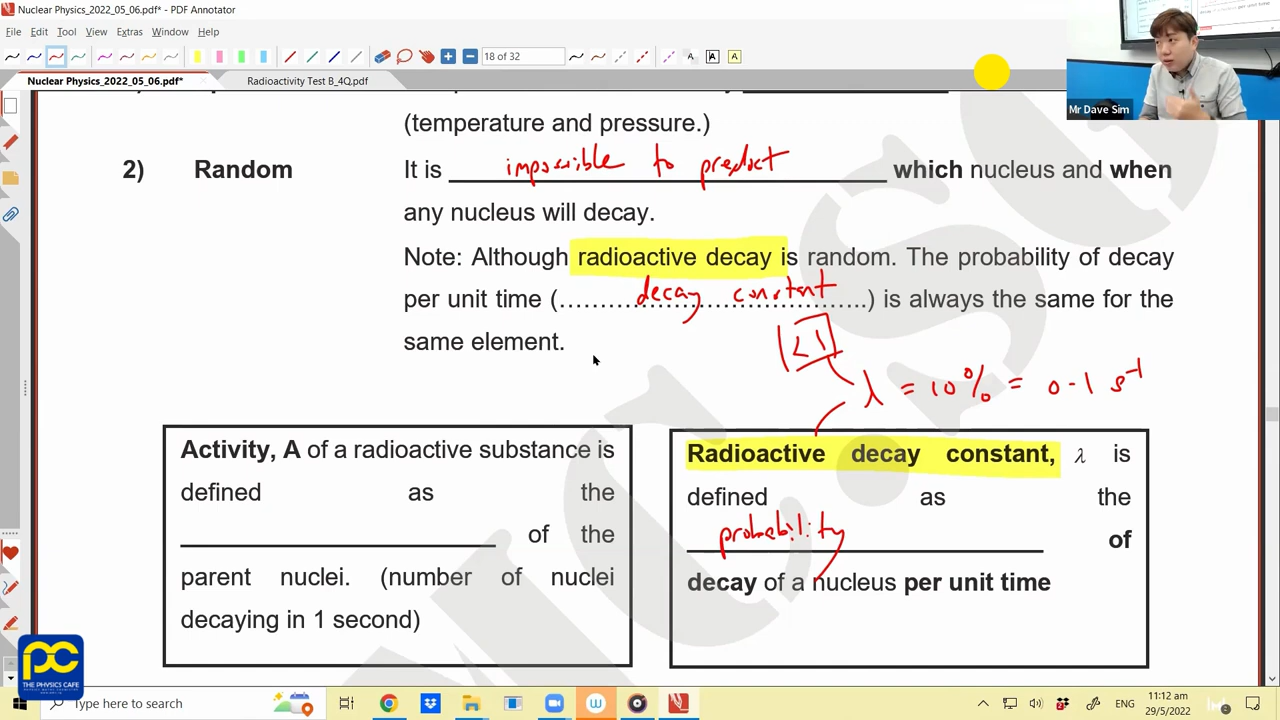 Nuclear Physics_2022_05_06.pdf* - PDF Annotator
File Edit Tool View Extras Window Help
18 of 32
Nuclear Physics_2022_05_06.pdf* Radioactivity Test B_4Q.pdf
Mr Dave Sim
(temperature and pressure.)
2) Random It is impossible to predict which nucleus and when
any nucleus will decay.
Note: Although radioactive decay is random. The probability of decay
per unit time (decay constant) is always the same for the
same element.
<1
λ = 10% = 0.1 s⁻¹
Activity, A of a radioactive substance is
defined as the
of the
parent nuclei. (number of nuclei
decaying in 1 second)
Radioactive decay constant, λ is
defined as the
probability of
decay of a nucleus per unit time
pc
THE PHYSICS CAFE
Type here to search
ENG
11:12 am
29/5/2022